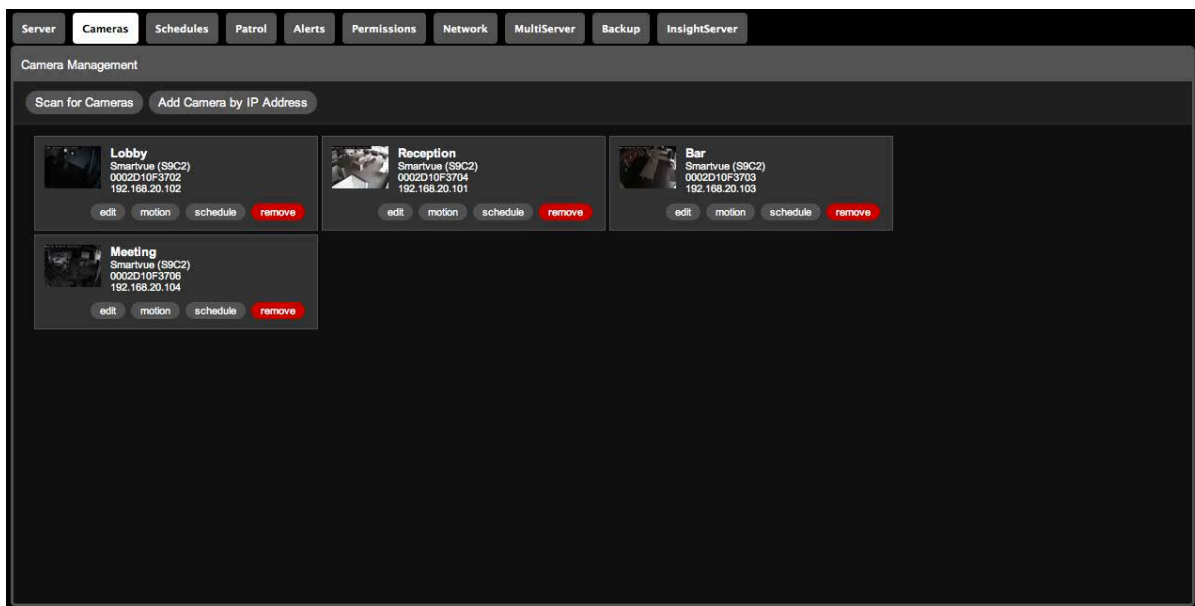 Server Cameras Schedules Patrol Alerts Permissions Network MultiServer Backup InsightServer
Camera Management
Scan for Cameras Add Camera by IP Address
Lobby
Smartvue (S9C2)
0002D10F3702
192.168.20.102
edit motion schedule remove
Reception
Smartvue (S9C2)
0002D10F3704
192.168.20.101
edit motion schedule remove
Bar
Smartvue (S9C2)
0002D10F3703
192.168.20.103
edit motion schedule remove
Meeting
Smartvue (S9C2)
0002D10F3706
192.168.20.104
edit motion schedule remove